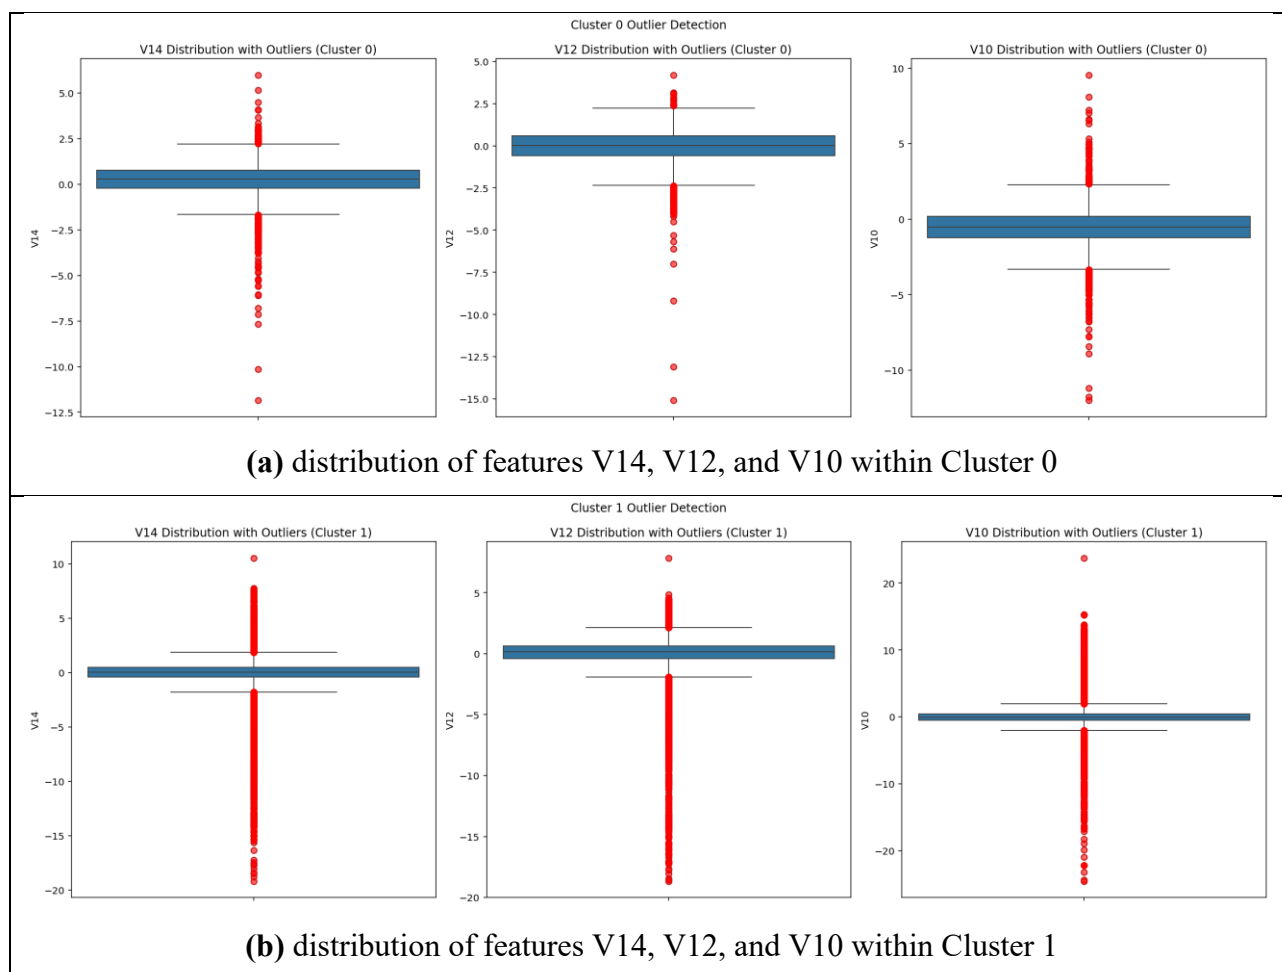 Cluster 0 Outlier Detection
V14 Distribution with Outliers (Cluster 0)
V12 Distribution with Outliers (Cluster 0)
V10 Distribution with Outliers (Cluster 0)
V14
5.0
2.5
0.0
−2.5
−5.0
−7.5
−10.0
−12.5
V12
5.0
2.5
0.0
−2.5
−5.0
−7.5
−10.0
−12.5
−15.0
V10
10
5
0
−5
−10
(a) distribution of features V14, V12, and V10 within Cluster 0
Cluster 1 Outlier Detection
V14 Distribution with Outliers (Cluster 1)
V12 Distribution with Outliers (Cluster 1)
V10 Distribution with Outliers (Cluster 1)
V14
10
5
0
−5
−10
−15
−20
V12
5
0
−5
−10
−15
−20
V10
20
10
0
−10
−20
(b) distribution of features V14, V12, and V10 within Cluster 1